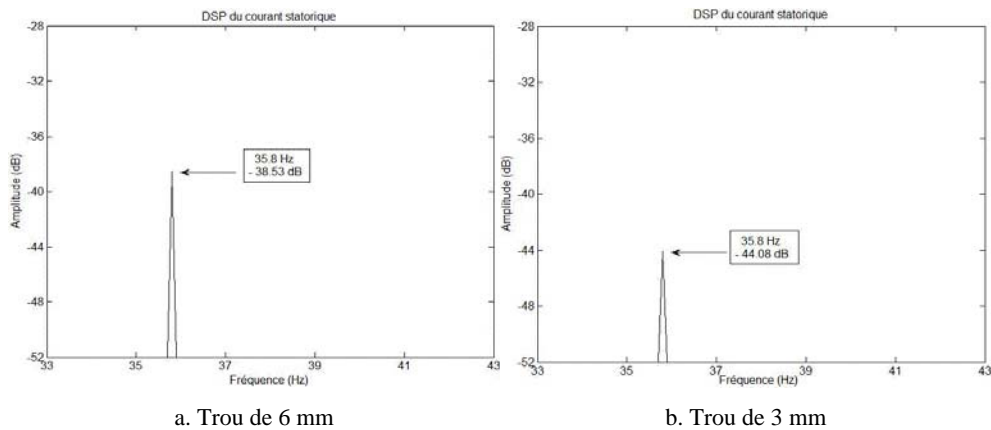 DSP du courant statorique
-28
-32
-36
-40
-44
-48
-52
Amplitude (dB)
35.8 Hz
- 38.53 dB
33
35
37
39
41
43
Fréquence (Hz)
a. Trou de 6 mm
DSP du courant statorique
-28
-32
-36
-40
-44
-48
-52
Amplitude (dB)
35.8 Hz
- 44.08 dB
33
35
37
39
41
43
Fréquence (Hz)
b. Trou de 3 mm